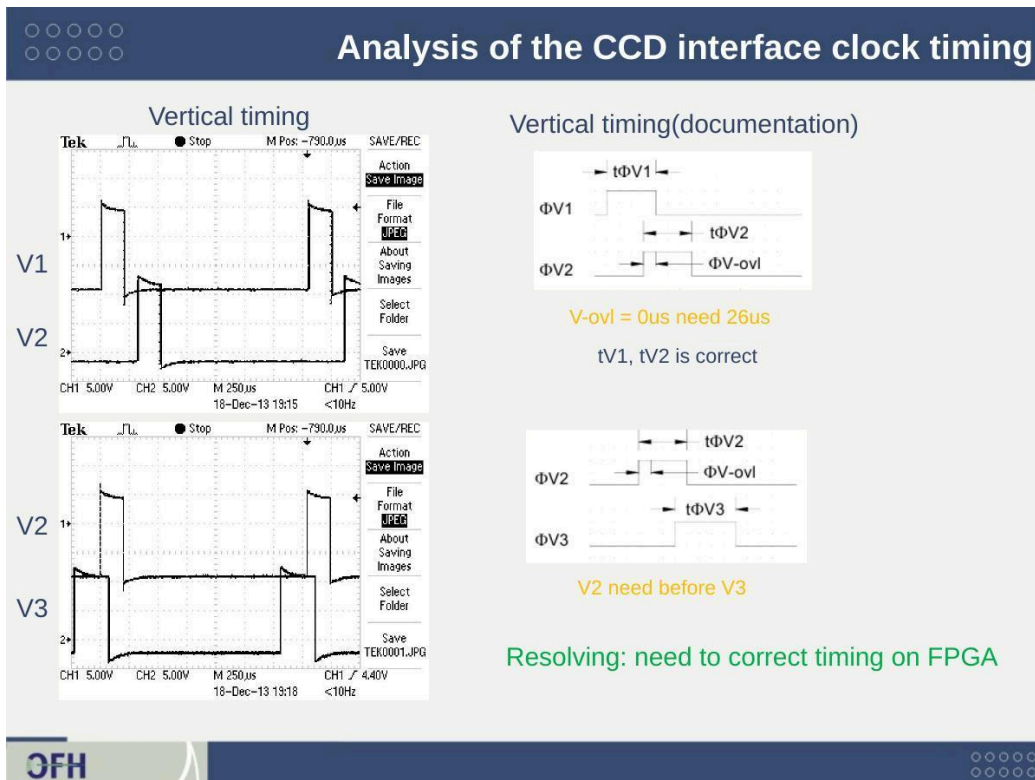 Analysis of the CCD interface clock timing
Vertical timing
Tek Stop M Pos: -790.0us SAVE/REC
Action
Save Image
File
Format
JPEG
About
Saving
Images
Select
Folder
Save
TEK0000.JPG
1+
2+
CH1 5.00V CH2 5.00V M 250us CH1 5.00V
18-Dec-13 19:15 <10Hz
V1
V2
Tek Stop M Pos: -790.0us SAVE/REC
Action
Save Image
File
Format
JPEG
About
Saving
Images
Select
Folder
Save
TEK0001.JPG
1+
2+
CH1 5.00V CH2 5.00V M 250us CH1 4.40V
18-Dec-13 19:18 <10Hz
V2
V3
Vertical timing(documentation)
tΦV1
ΦV1
tΦV2
ΦV2
ΦV-ovl
V-ovl = 0us need 26us
tV1, tV2 is correct
tΦV2
ΦV2
ΦV-ovl
tΦV3
ΦV3
V2 need before V3
Resolving: need to correct timing on FPGA
OFH